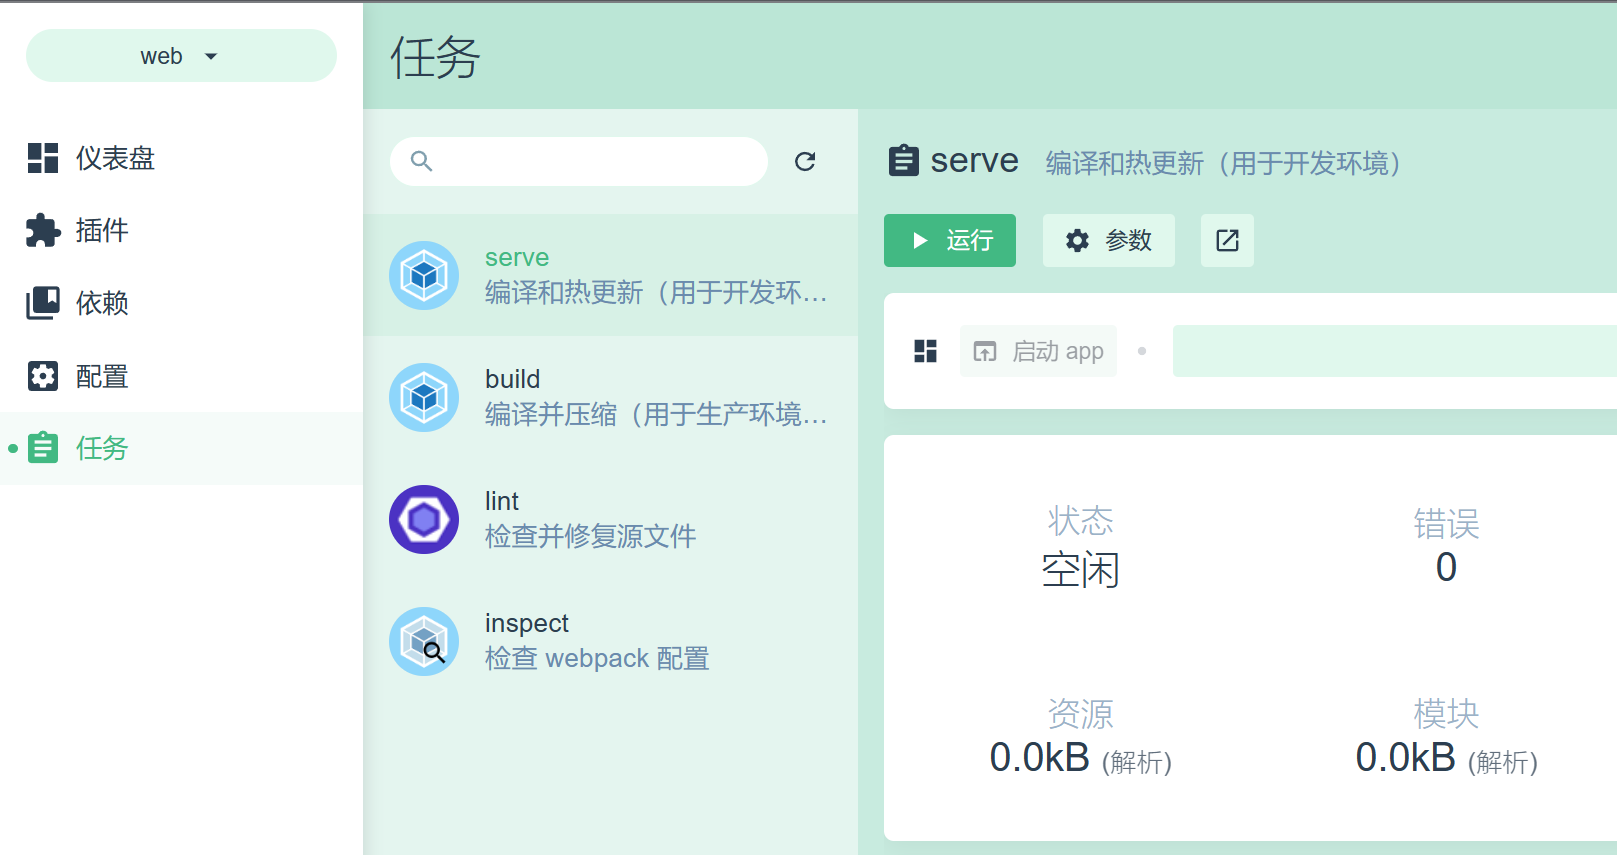 web
仪表盘
插件
依赖
配置
任务
任务
serve
编译和热更新（用于开发环...
build
编译并压缩（用于生产环境...
lint
检查并修复源文件
inspect
检查 webpack 配置
serve 编译和热更新（用于开发环境）
运行 参数
启动 app
状态 错误
空闲 0
资源 模块
0.0kB (解析) 0.0kB (解析)